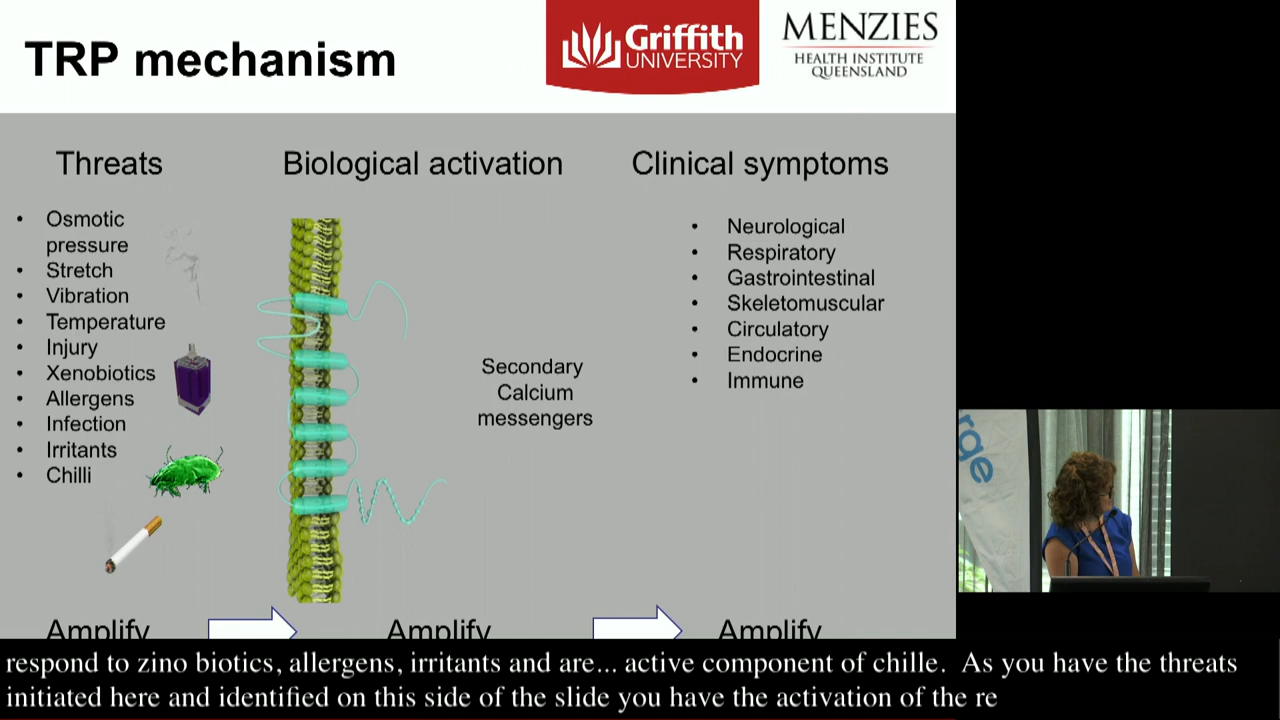 TRP mechanism
Griffith
UNIVERSITY
MENZIES
HEALTH INSTITUTE
QUEENSLAND
Threats
Biological activation
Clinical symptoms
• Osmotic
pressure
• Stretch
• Vibration
• Temperature
• Injury
• Xenobiotics
• Allergens
• Infection
• Irritants
• Chilli
Secondary
Calcium
messengers
• Neurological
• Respiratory
• Gastrointestinal
• Skeletomuscular
• Circulatory
• Endocrine
• Immune
rge
Amplify
Amplify
Amplify
respond to zino biotics, allergens, irritants and are... active component of chille.  As you have the threats
initiated here and identified on this side of the slide you have the activation of the re